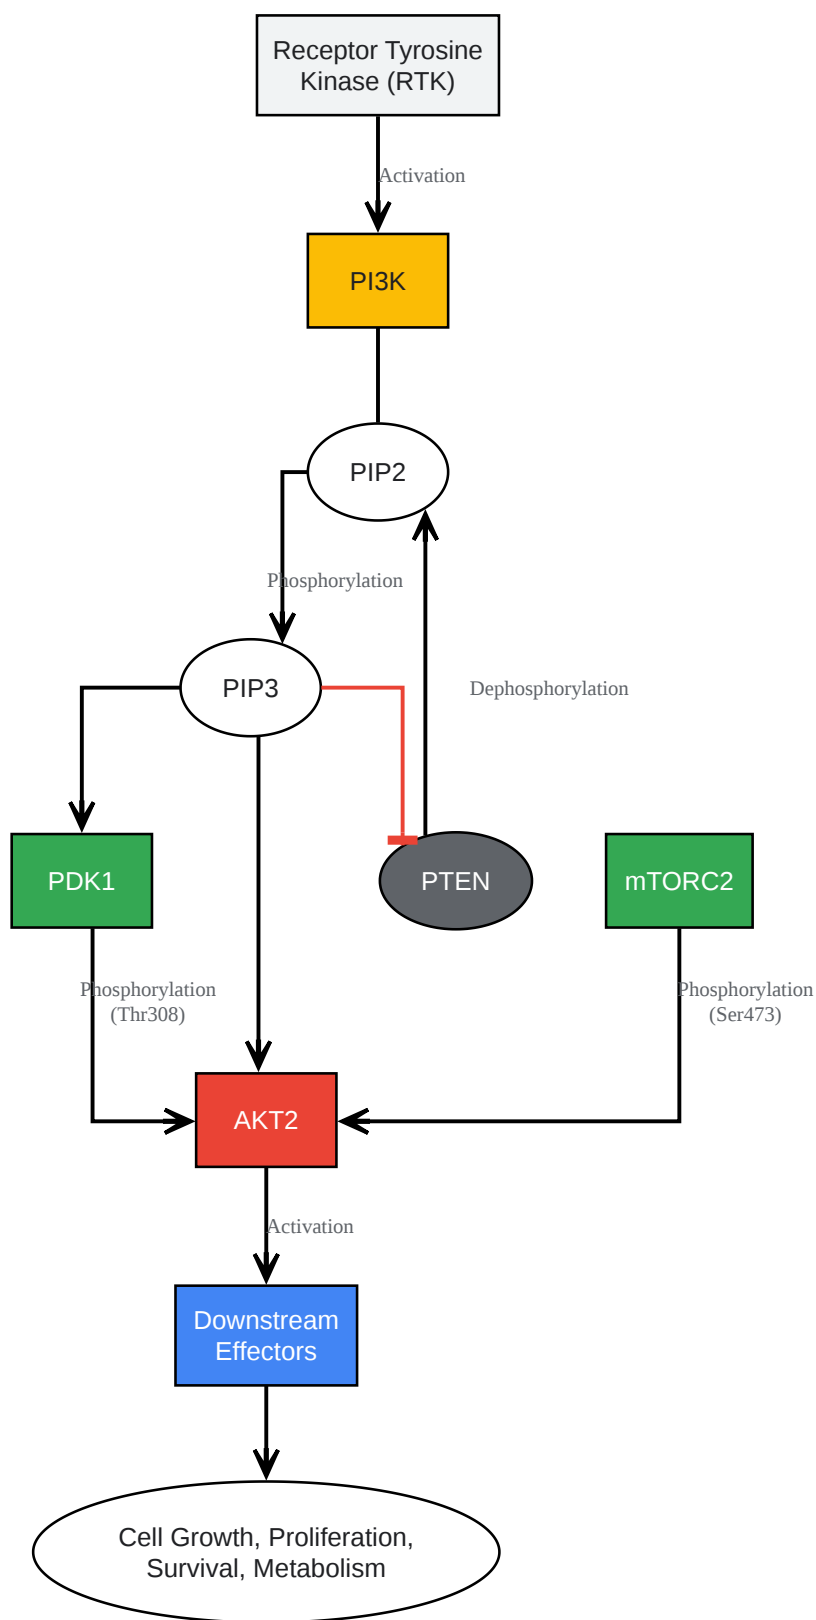 Receptor Tyrosine
Kinase (RTK)
Activation
PI3K
PIP2
Phosphorylation
PIP3
Dephosphorylation
PDK1
PTEN
mTORC2
Phosphorylation
(Thr308)
Phosphorylation
(Ser473)
AKT2
Activation
Downstream
Effectors
Cell Growth, Proliferation,
Survival, Metabolism